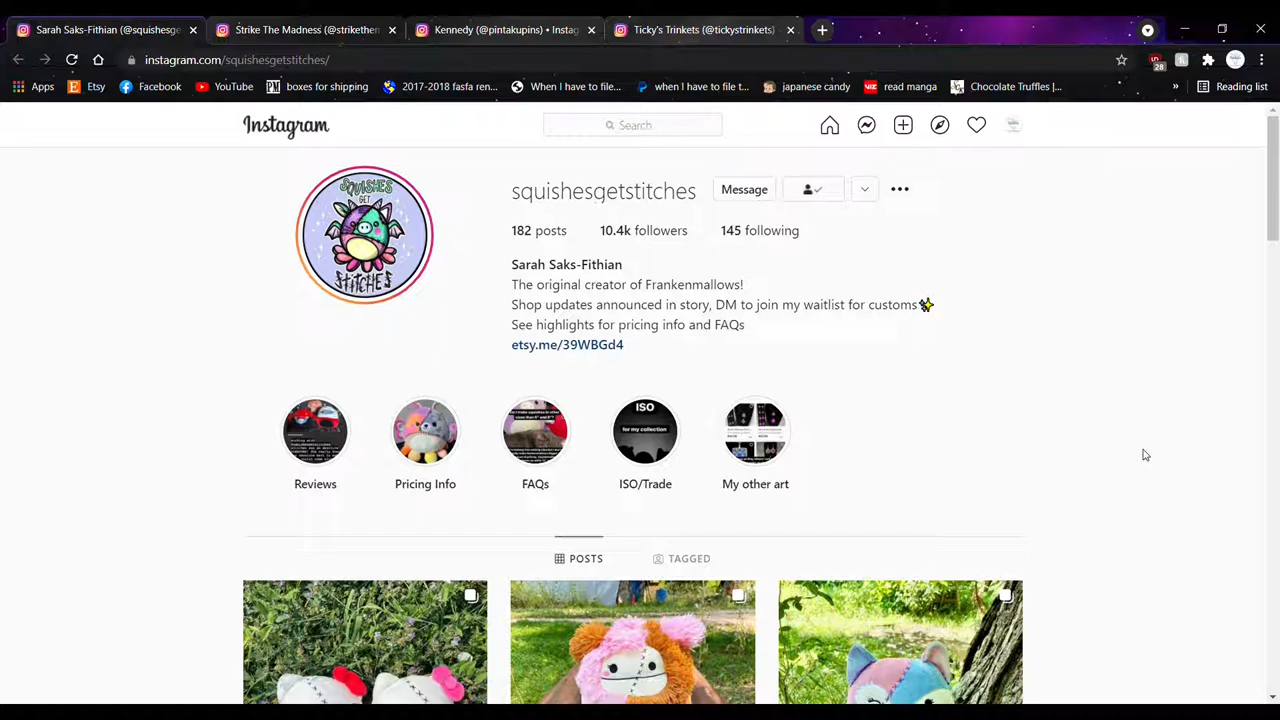 Sarah Saks-Fithian (@squishesge
Strike The Madness (@strikethen
Kennedy (@pintakupins) • Instag
Ticky's Trinkets (@tickystrinkets)
instagram.com/squishesgetstitches/
28
Apps
Etsy
Facebook
YouTube
boxes for shipping
2017-2018 fasfa ren...
When I have to file...
when I have to file t...
japanese candy
read manga
Chocolate Truffles |...
Reading list
Instagram
Search
squishesgetstitches
Message
182 posts
10.4k followers
145 following
Sarah Saks-Fithian
The original creator of Frankenmallows!
Shop updates announced in story, DM to join my waitlist for customs✨
See highlights for pricing info and FAQs
etsy.me/39WBGd4
SQUISHES
GET
STITCHES
ISO
for my collection
Reviews
Pricing Info
FAQs
ISO/Trade
My other art
POSTS
TAGGED